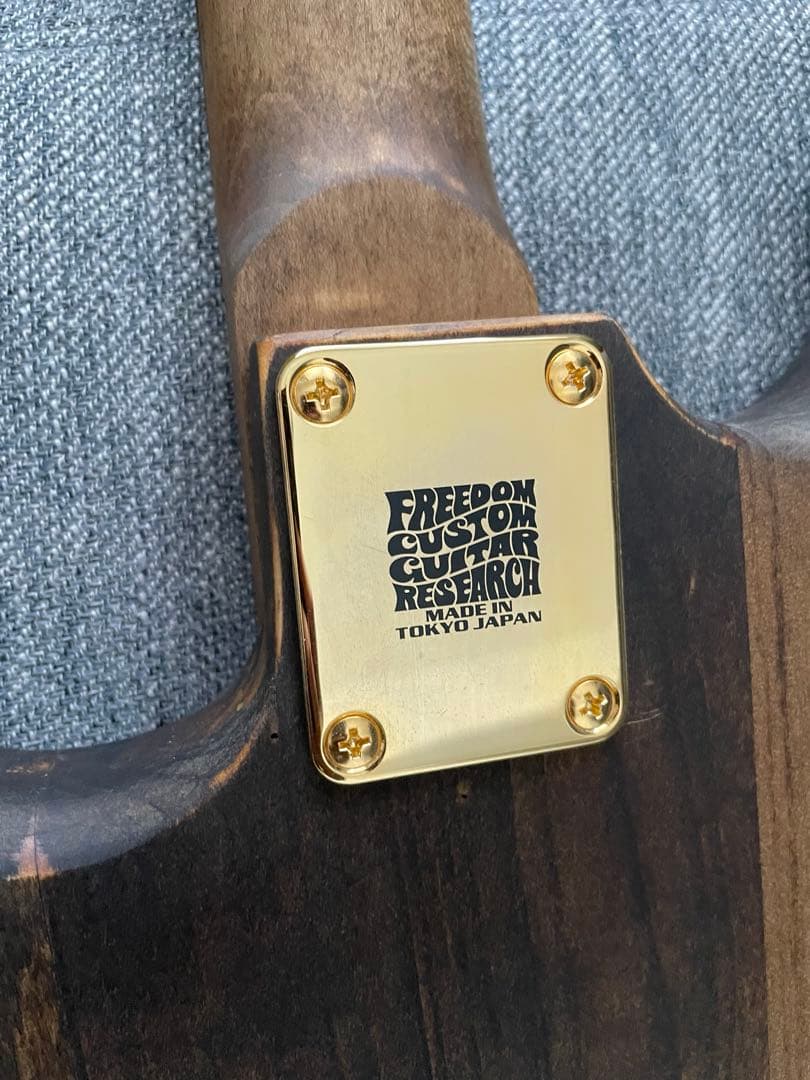 FREEDOM
CUSTOM
GUITAR
RESEARCH
MADE IN
TOKYO JAPAN